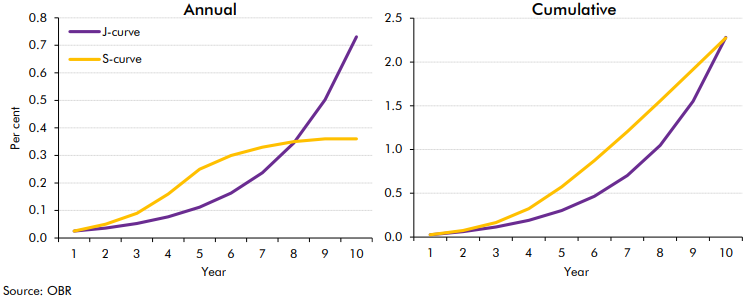 Annual
Cumulative
0.8
0.7
0.6
0.5
0.4
0.3
0.2
0.1
0.0
Per cent
J-curve
S-curve
1 2 3 4 5 6 7 8 9 10
Year
2.5
2.0
1.5
1.0
0.5
0.0
1 2 3 4 5 6 7 8 9 10
Year
Source: OBR